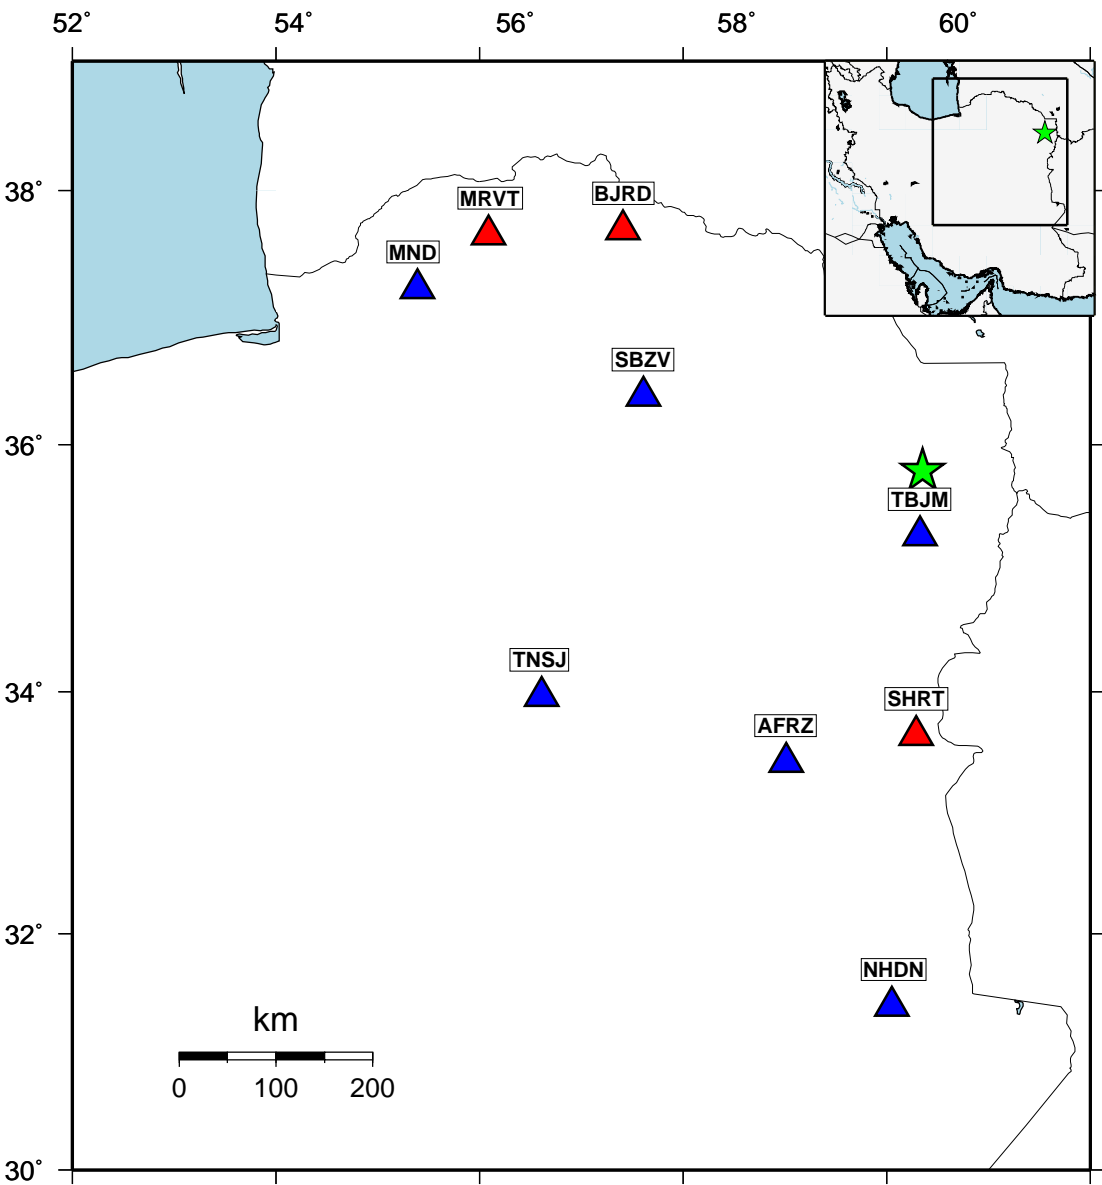 52˚ 54˚ 56˚ 58˚ 60˚
38˚
MRVT
BJRD
MND
SBZV
36˚
TBJM
TNSJ
34˚
SHRT
AFRZ
32˚
NHDN
km
0 100 200
30˚